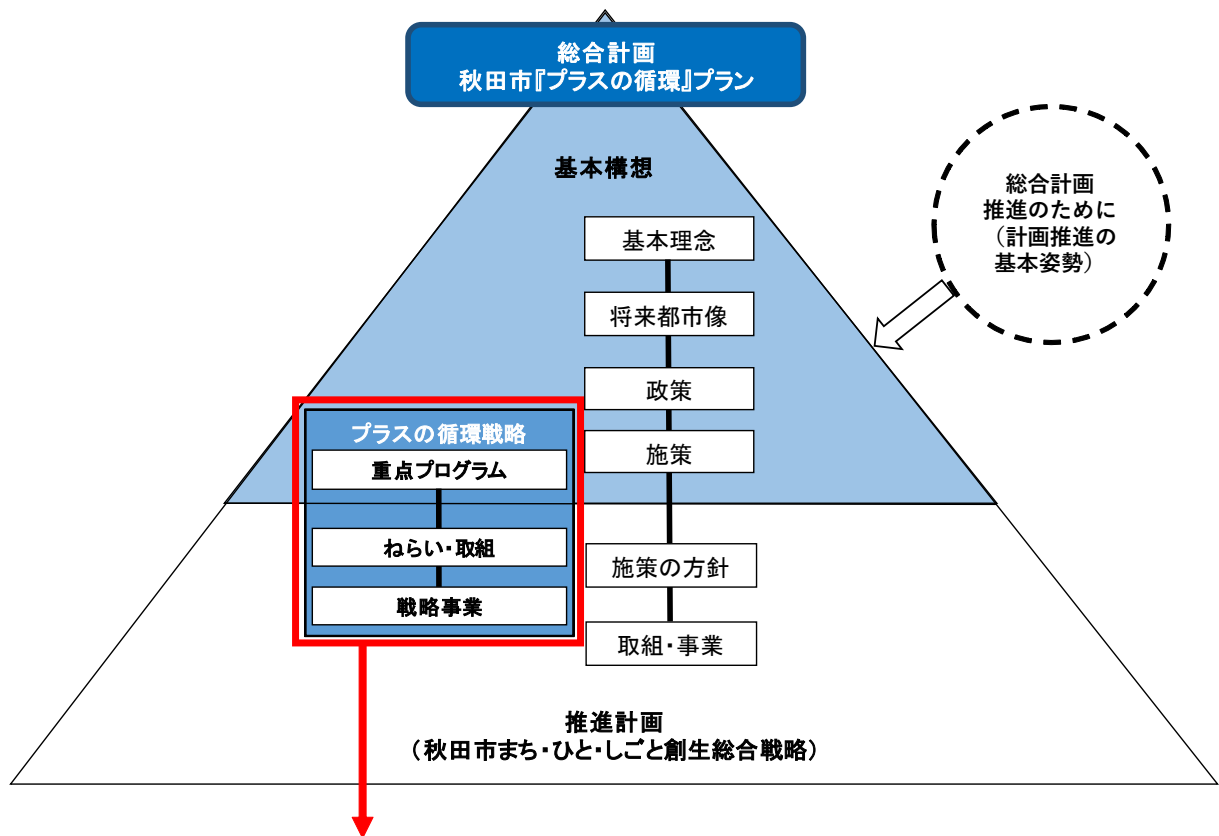 総合計画
秋田市『プラスの循環』プラン
基本構想
総合計画
推進のために
（計画推進の
基本姿勢）
基本理念
将来都市像
政策
施策
プラスの循環戦略
重点プログラム
ねらい・取組
戦略事業
施策の方針
取組・事業
推進計画
（秋田市まち・ひと・しごと創生総合戦略）